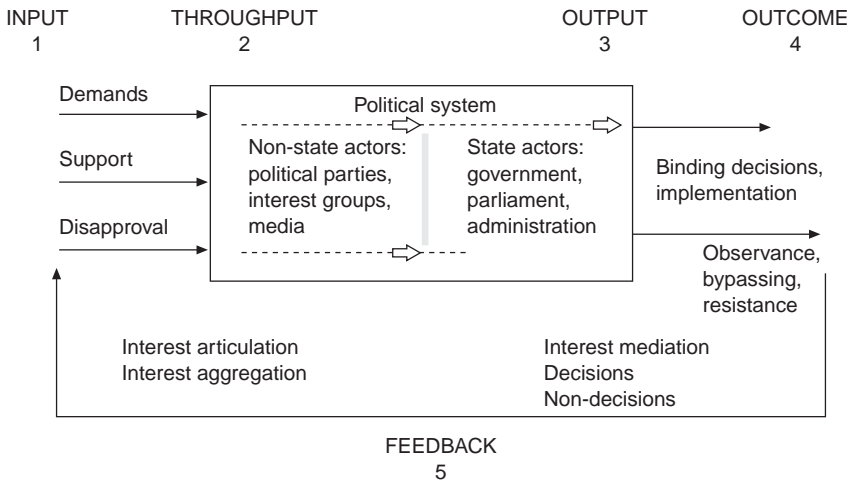 INPUT THROUGHPUT OUTPUT OUTCOME
1 2 3 4
Demands
Support
Disapproval
Political system
Non-state actors:
political parties,
interest groups,
media
State actors:
government,
parliament,
administration
Binding decisions,
implementation
Observance,
bypassing,
resistance
Interest articulation
Interest aggregation
Interest mediation
Decisions
Non-decisions
FEEDBACK
5